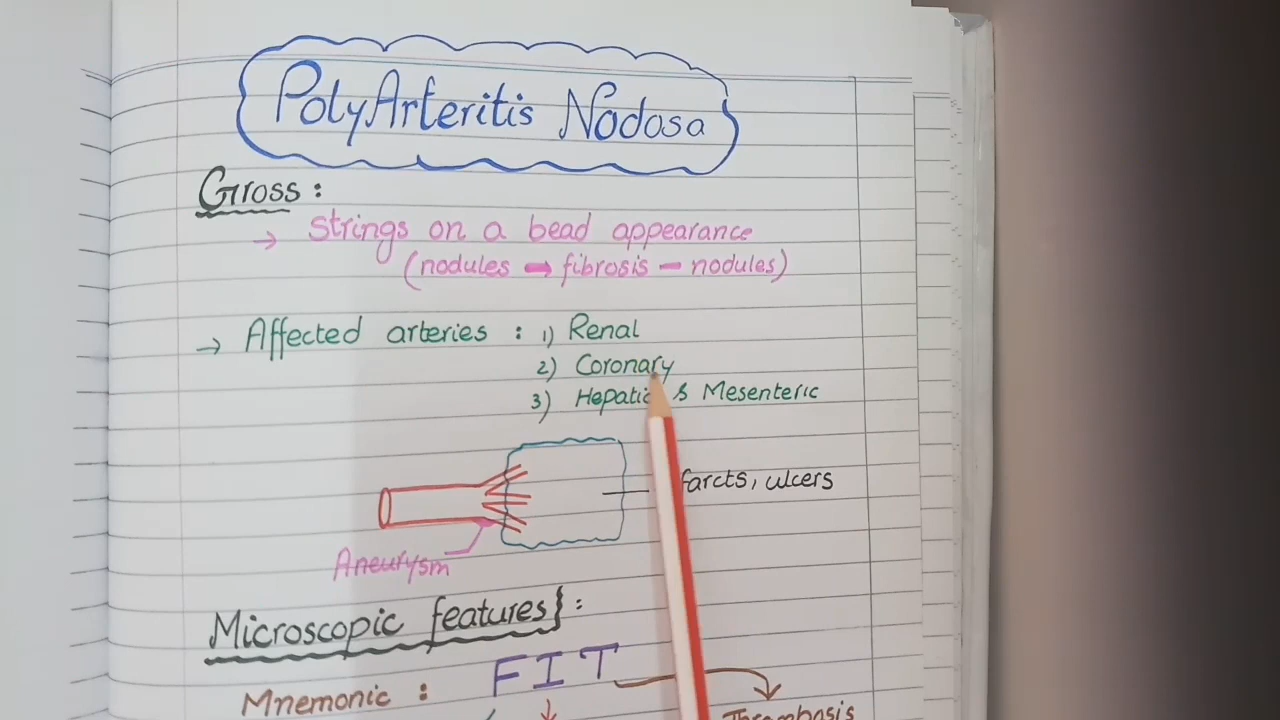 PolyArteritis Nodosa
Gross :
→ Strings on a bead appearance
(nodules → fibrosis – nodules)
→ Affected arteries : 1) Renal
2) Coronary
3) Hepatic & Mesenteric
farcts, ulcers
Aneurysm
Microscopic features} :
Mnemonic : FIT
Thrombosis